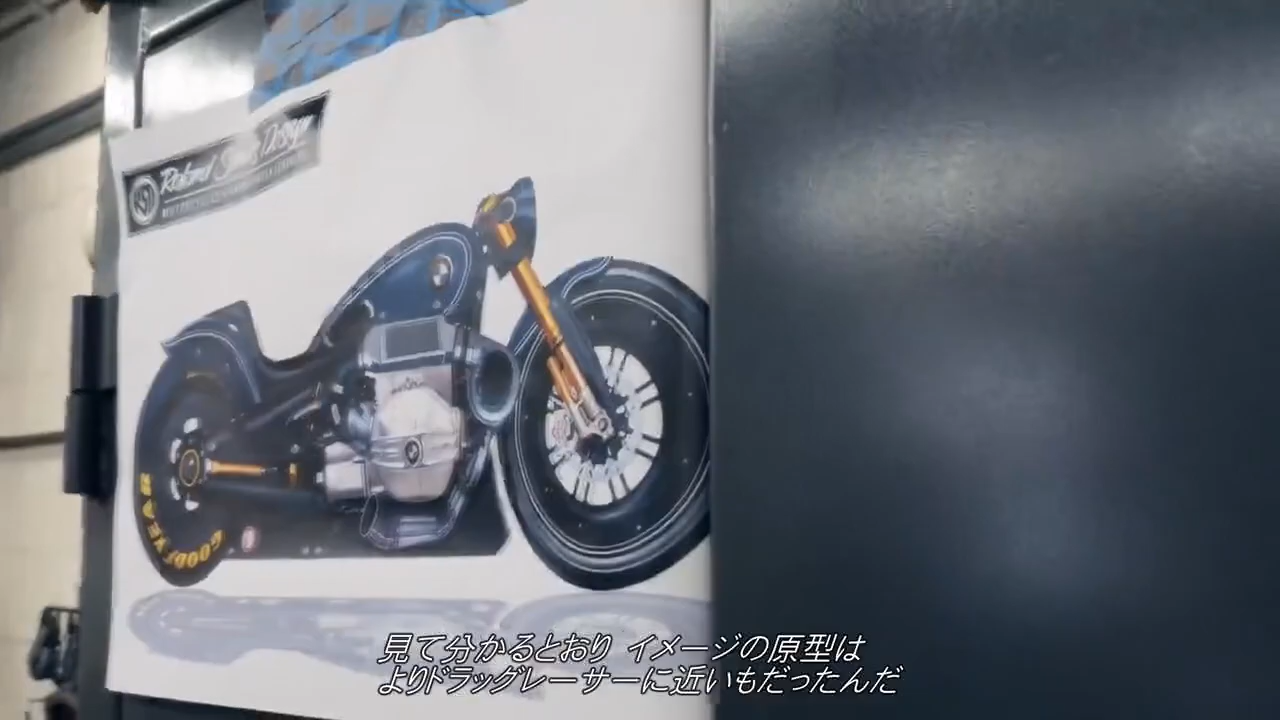 Roland Sands Design
GOODYEAR
見て分かるとおり イメージの原型は
よりドラッグレーサーに近いもだったんだ